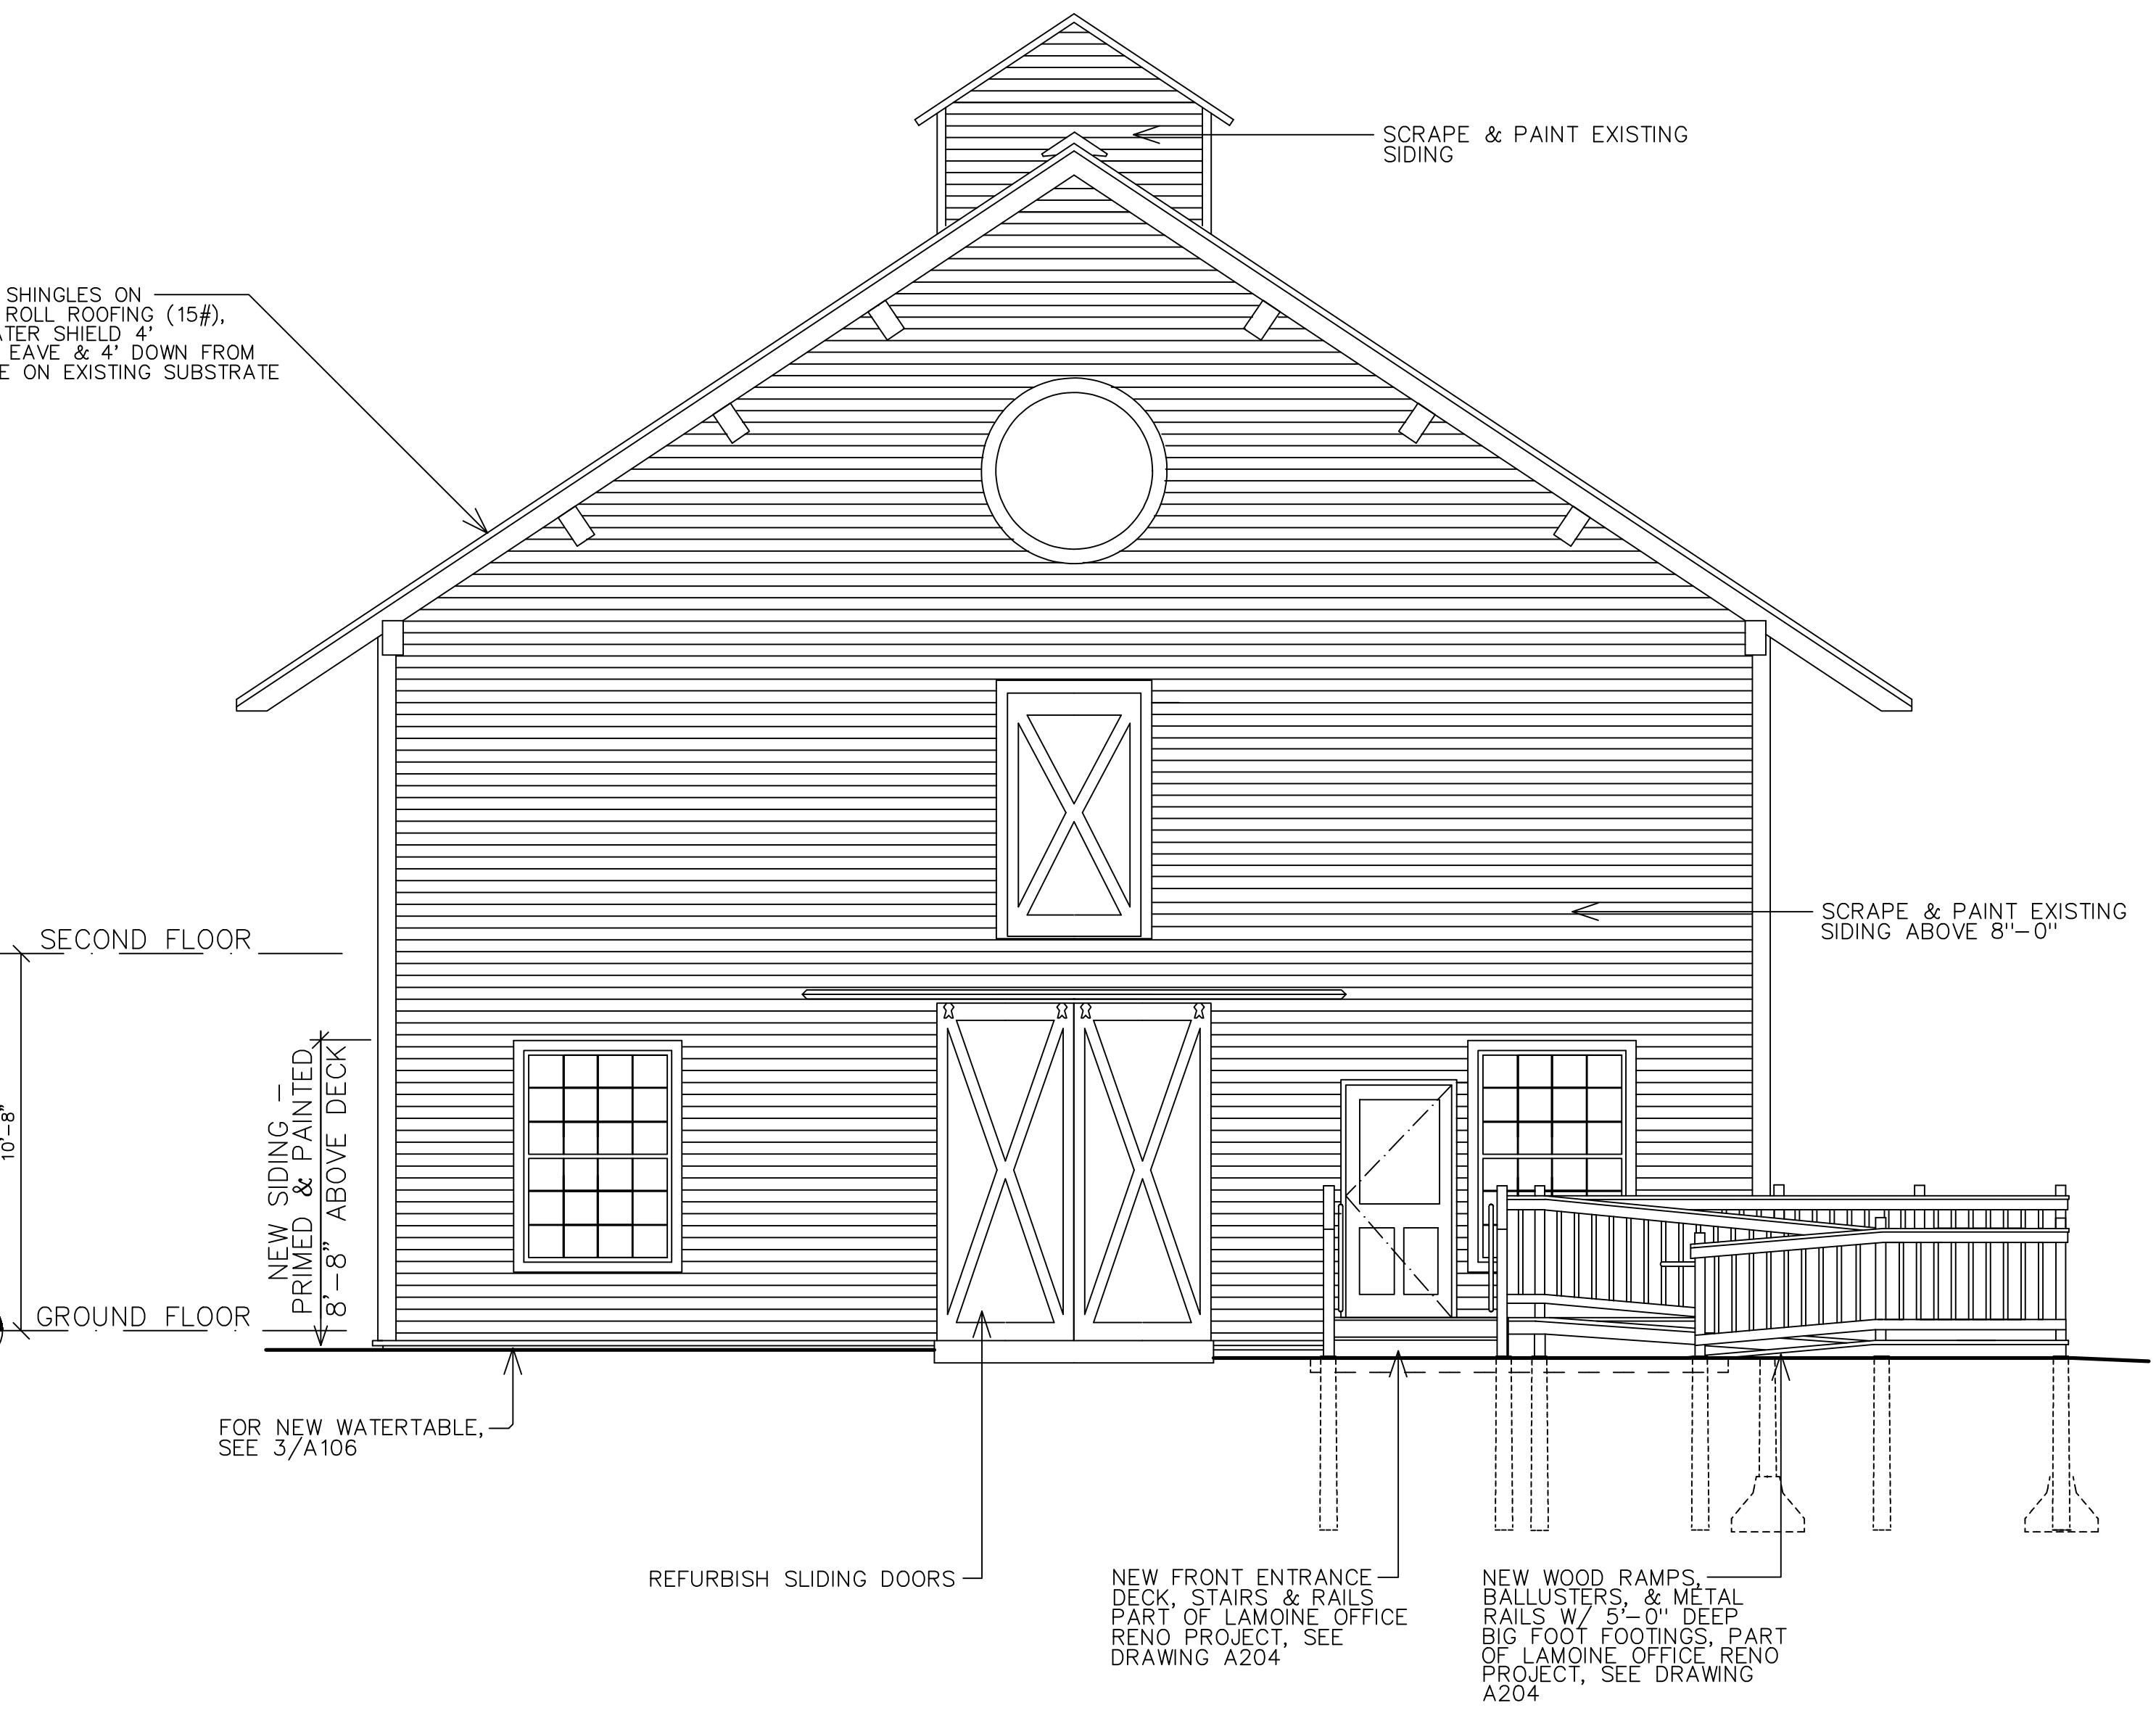 SCRAPE & PAINT EXISTING
SIDING
SHINGLES ON
ROLL ROOFING (15#),
SHIELD 4'
EAVE & 4' DOWN FROM
ON EXISTING SUBSTRATE
SECOND FLOOR
SCRAPE & PAINT EXISTING
SIDING ABOVE 8"-0"
10'-8"
NEW SIDING -
PRIMED & PAINTED
8'-8" ABOVE DECK
GROUND FLOOR
FOR NEW WATERTABLE,
SEE 3/A106
REFURBISH SLIDING DOORS
NEW FRONT ENTRANCE
DECK, STAIRS & RAILS
PART OF LAMOINE OFFICE
RENO PROJECT, SEE
DRAWING A204
NEW WOOD RAMPS,
BALLUSTERS, & METAL
RAILS W/ 5'-0" DEEP
BIG FOOT FOOTINGS, PART
OF LAMOINE OFFICE RENO
PROJECT, SEE DRAWING
A204